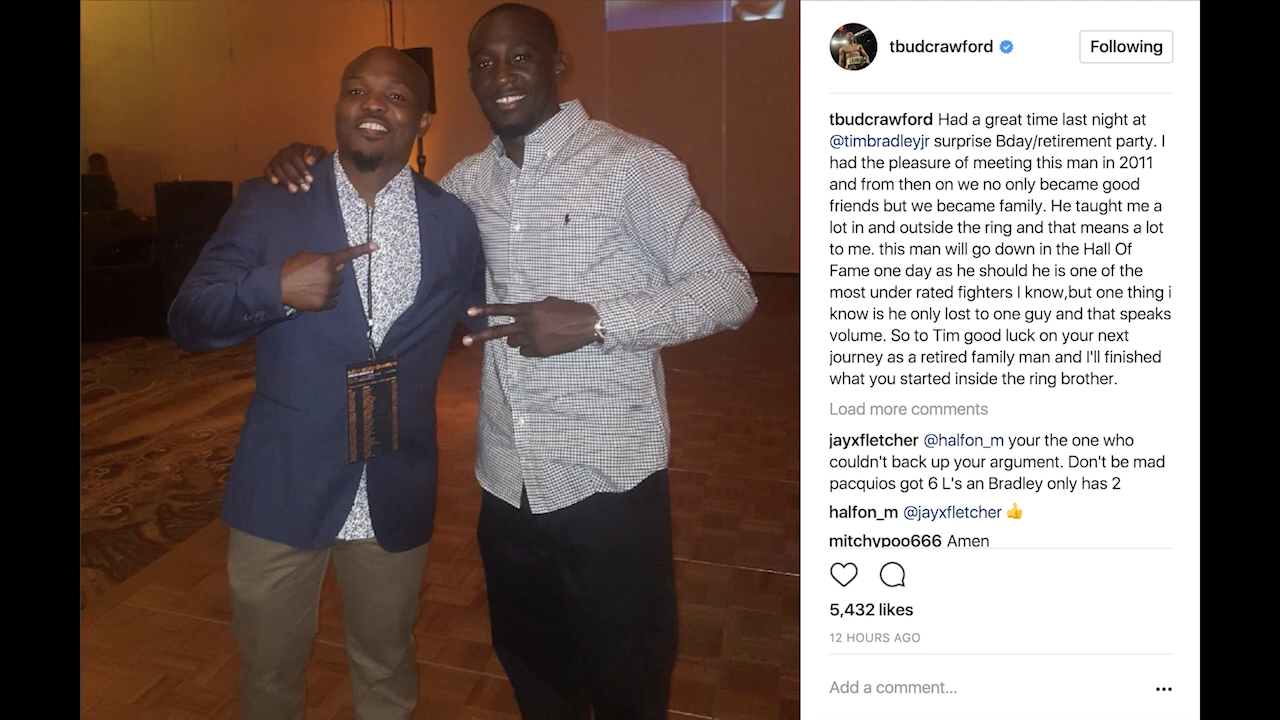 tbudcrawford
Following
tbudcrawford Had a great time last night at
@timbradleyjr surprise Bday/retirement party. I
had the pleasure of meeting this man in 2011
and from then on we no only became good
friends but we became family. He taught me a
lot in and outside the ring and that means a lot
to me. this man will go down in the Hall Of
Fame one day as he should he is one of the
most under rated fighters I know,but one thing i
know is he only lost to one guy and that speaks
volume. So to Tim good luck on your next
journey as a retired family man and I'll finished
what you started inside the ring brother.
Load more comments
jayxfletcher @halfon_m your the one who
couldn't back up your argument. Don't be mad
pacquios got 6 L's an Bradley only has 2
halfon_m @jayxfletcher 👍
mitchypoo666 Amen
5,432 likes
12 HOURS AGO
Add a comment...